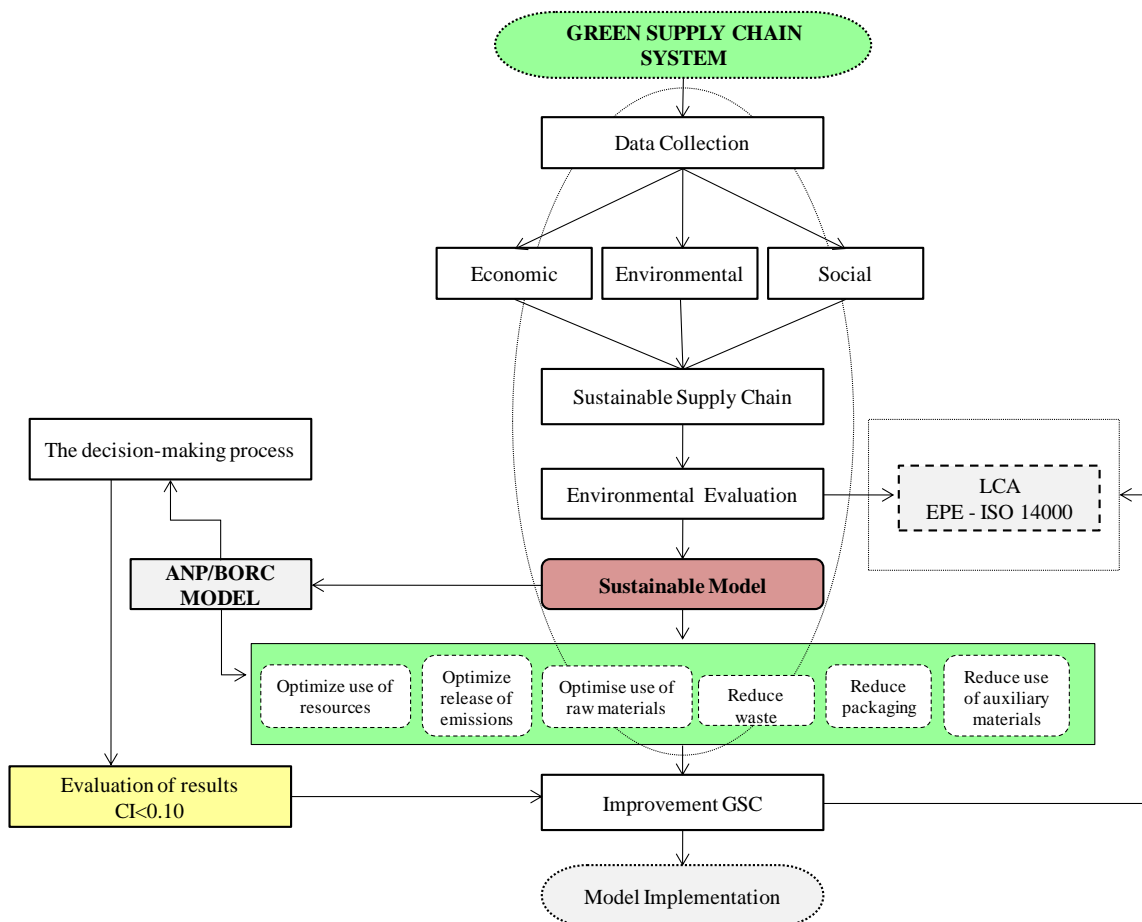 GREEN SUPPLY CHAIN
SYSTEM
Data Collection
Economic
Environmental
Social
Sustainable Supply Chain
The decision-making process
Environmental Evaluation
LCA
EPE - ISO 14000
ANP/BORC
MODEL
Sustainable Model
Optimize use of
resources
Optimize
release of
emissions
Optimise use of
raw materials
Reduce
waste
Reduce
packaging
Reduce use
of auxiliary
materials
Evaluation of results
CI<0.10
Improvement GSC
Model Implementation